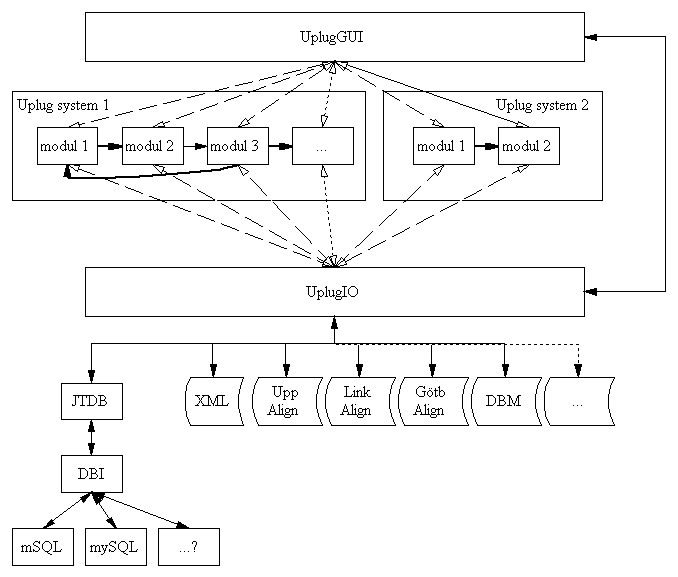 UplugGUI
Uplug system 1
Uplug system 2
modul 1
modul 2
modul 3
...
modul 1
modul 2
UplugIO
JTDB
XML
Upp
Align
Link
Align
Götb
Align
DBM
...
DBI
mSQL
mySQL
...?